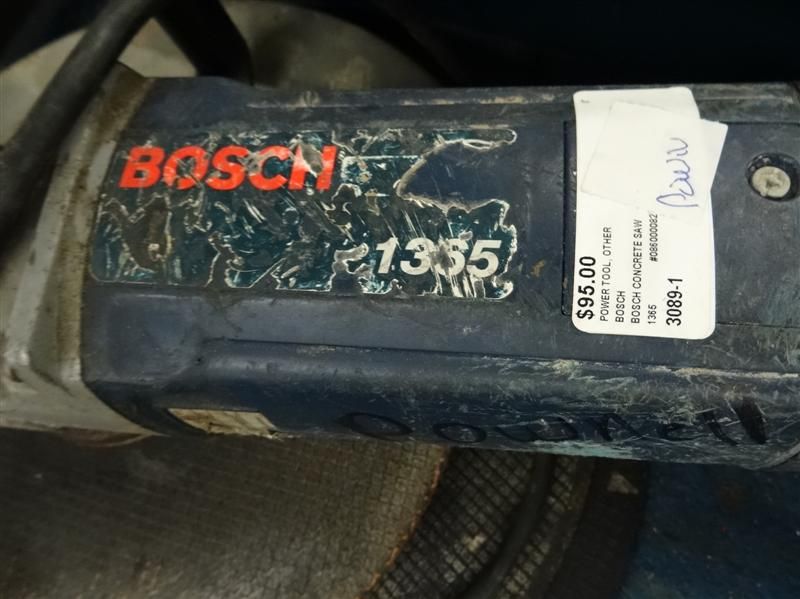 BOSCH
1365
$95.00
POWER TOOL, OTHER
BOSCH
BOSCH CONCRETE SAW
1365 #086000082
3089-1